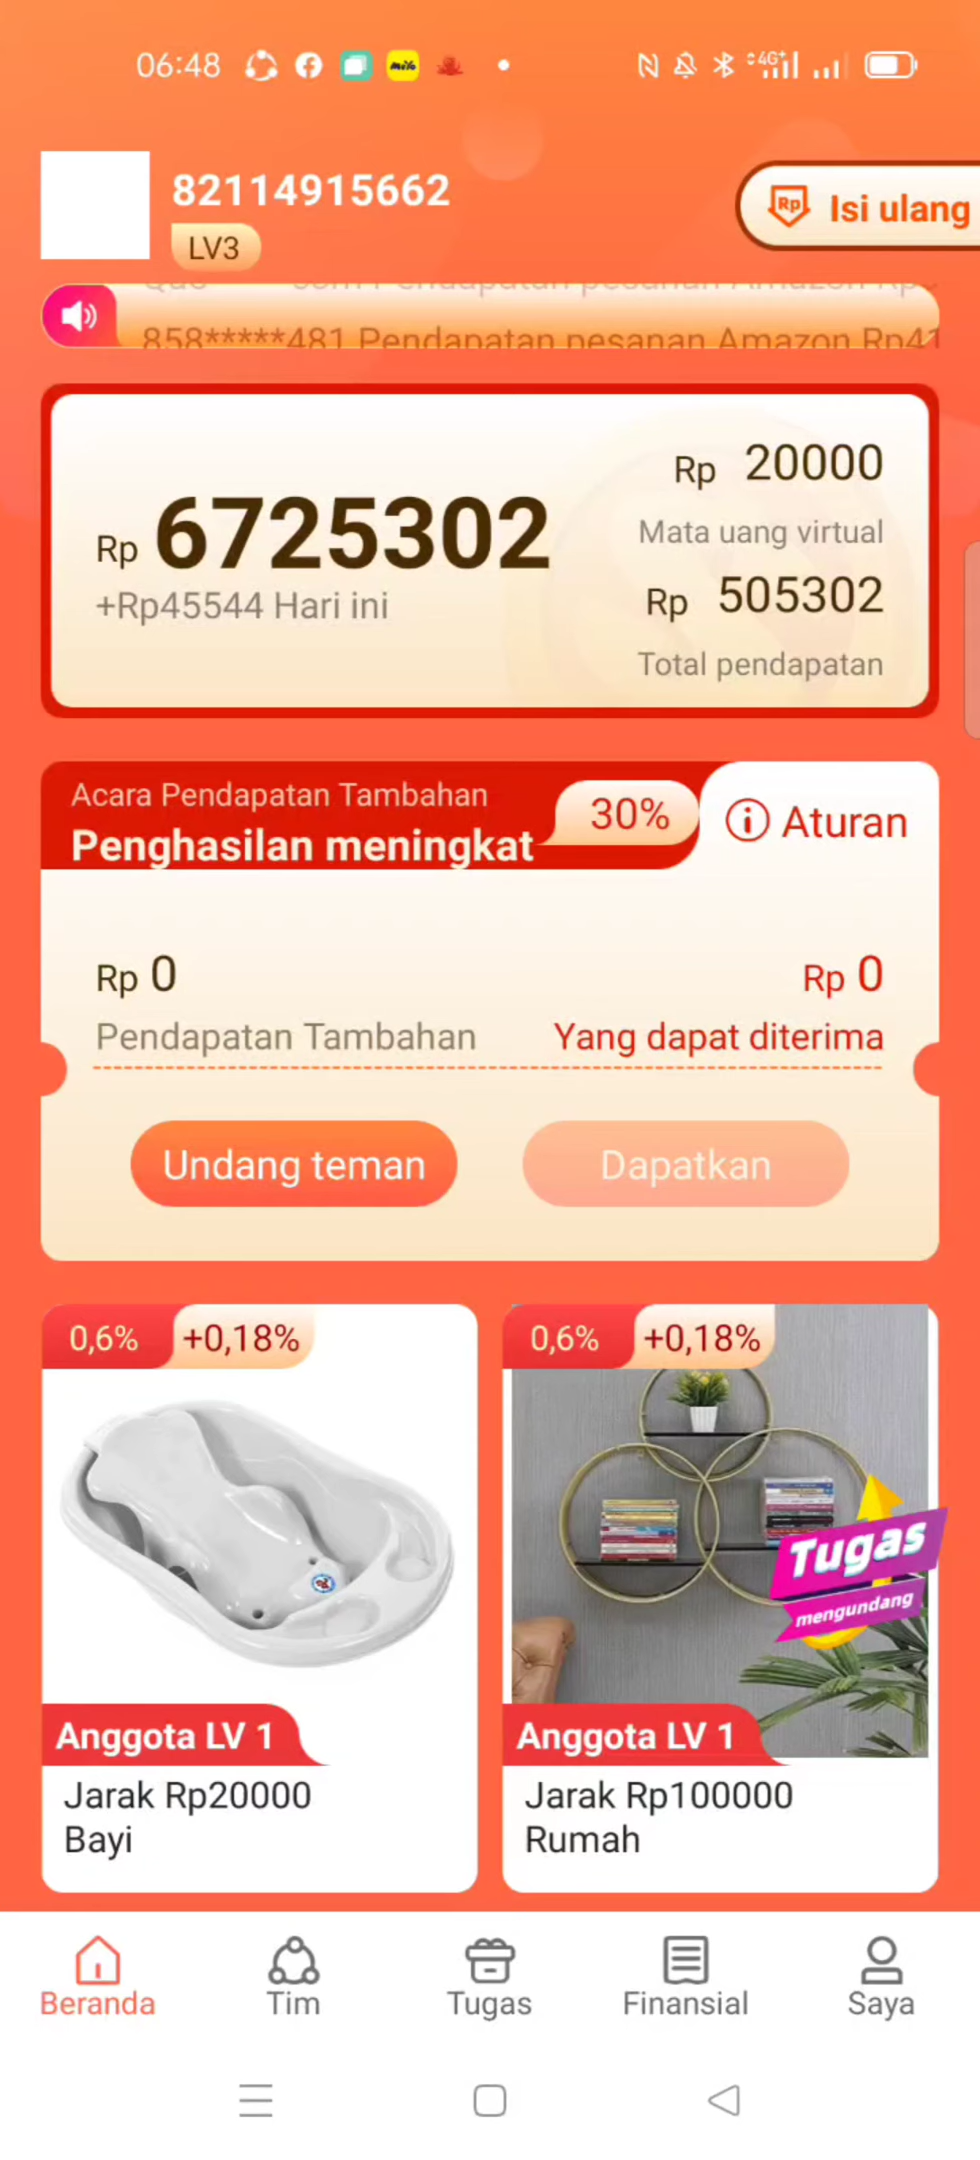 06:48
4G+
82114915662
LV3
Rp Isi ulang
858*****481 Pendapatan pesanan Amazon Rp41
Rp 20000
Mata uang virtual
Rp 6725302
+Rp45544 Hari ini
Rp 505302
Total pendapatan
Acara Pendapatan Tambahan
Penghasilan meningkat
30%
Aturan
Rp 0
Rp 0
Pendapatan Tambahan
Yang dapat diterima
Undang teman
Dapatkan
0,6% +0,18%
0,6% +0,18%
Tugas
mengundang
Anggota LV 1
Jarak Rp20000
Bayi
Anggota LV 1
Jarak Rp100000
Rumah
Beranda
Tim
Tugas
Finansial
Saya